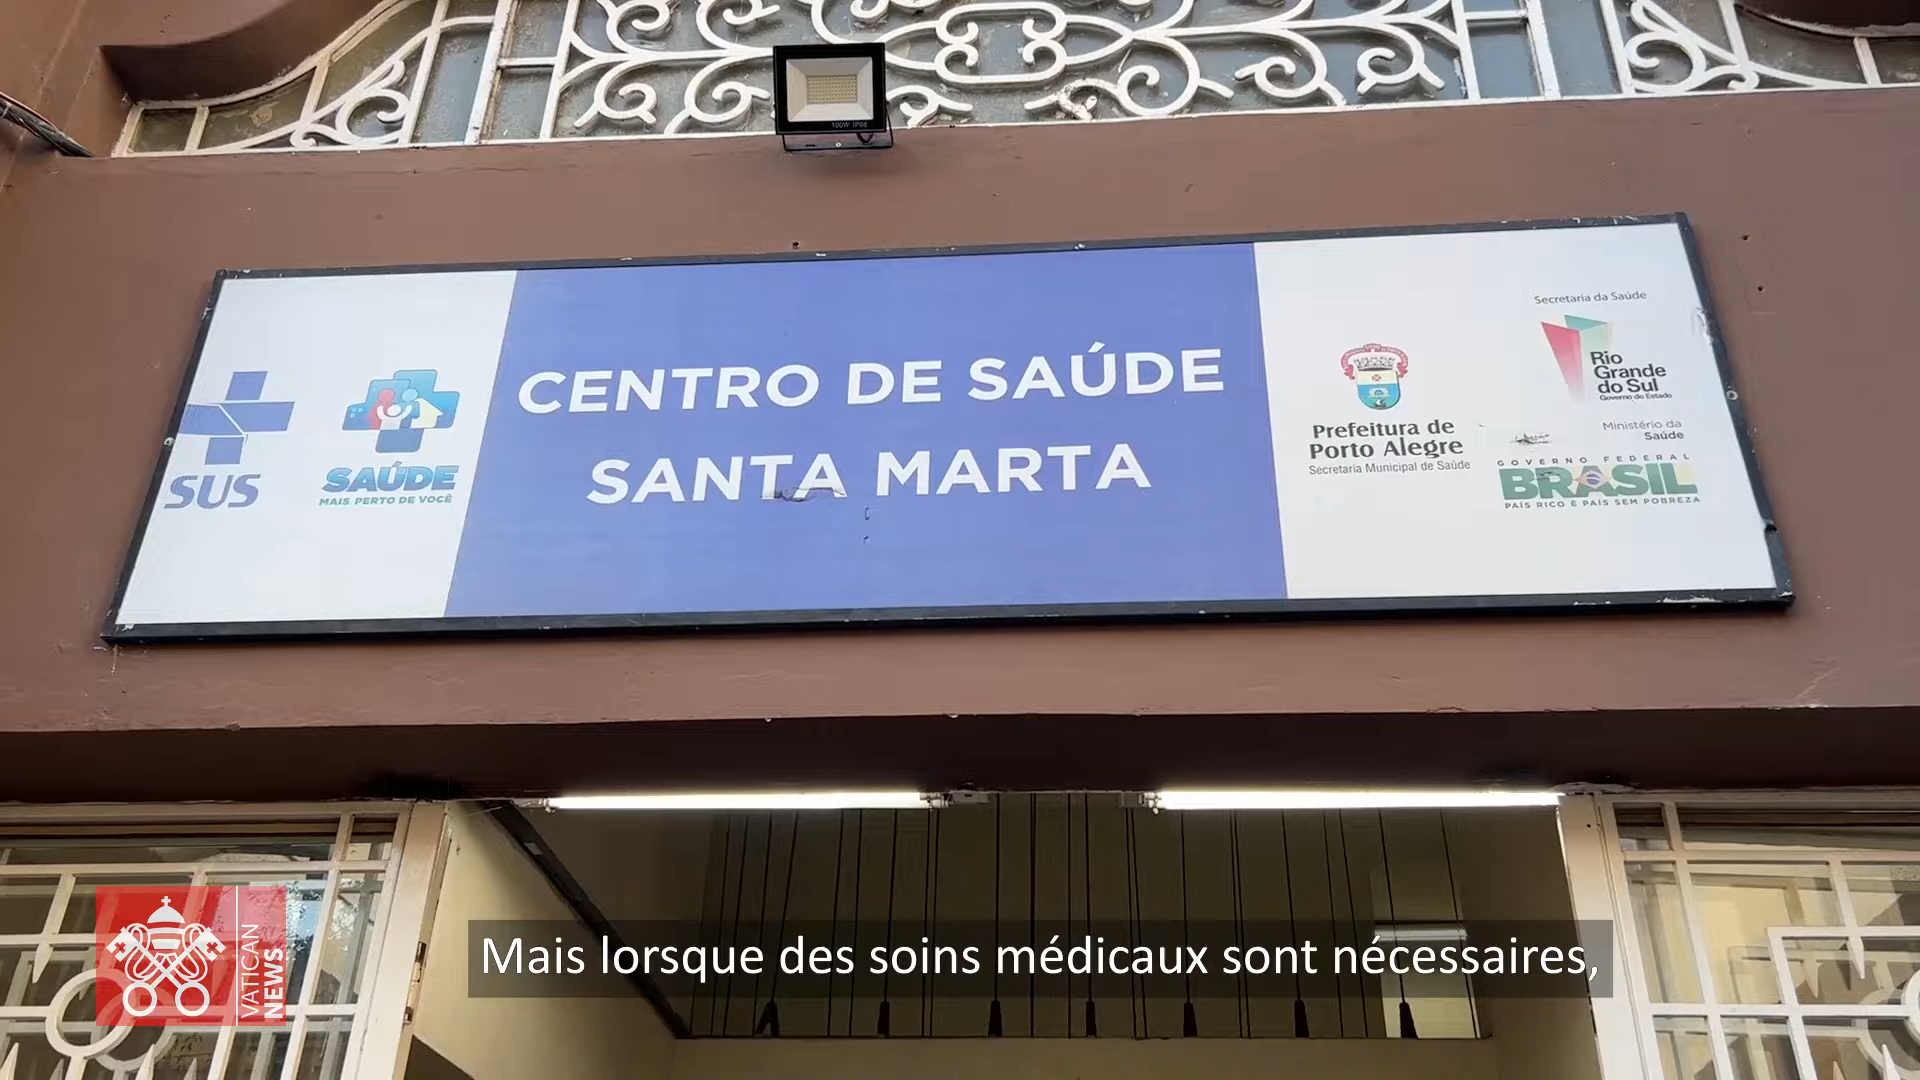 100W IP66
SUS
SAÚDE
MAIS PERTO DE VOCÊ
CENTRO DE SAÚDE
SANTA MARTA
Prefeitura de
Porto Alegre
Secretaria Municipal de Saúde
Secretaria da Saúde
Rio
Grande
do Sul
Governo do Estado
Ministério da
Saúde
GOVERNO FEDERAL
BRASIL
PAÍS RICO É PAÍS SEM POBREZA
VATICAN
NEWS
Mais lorsque des soins médicaux sont nécessaires,